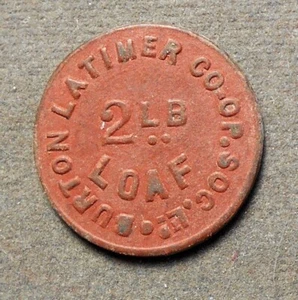 BURTON LATIMER CO-OP. SOC. LD.
2 LB
LOAF